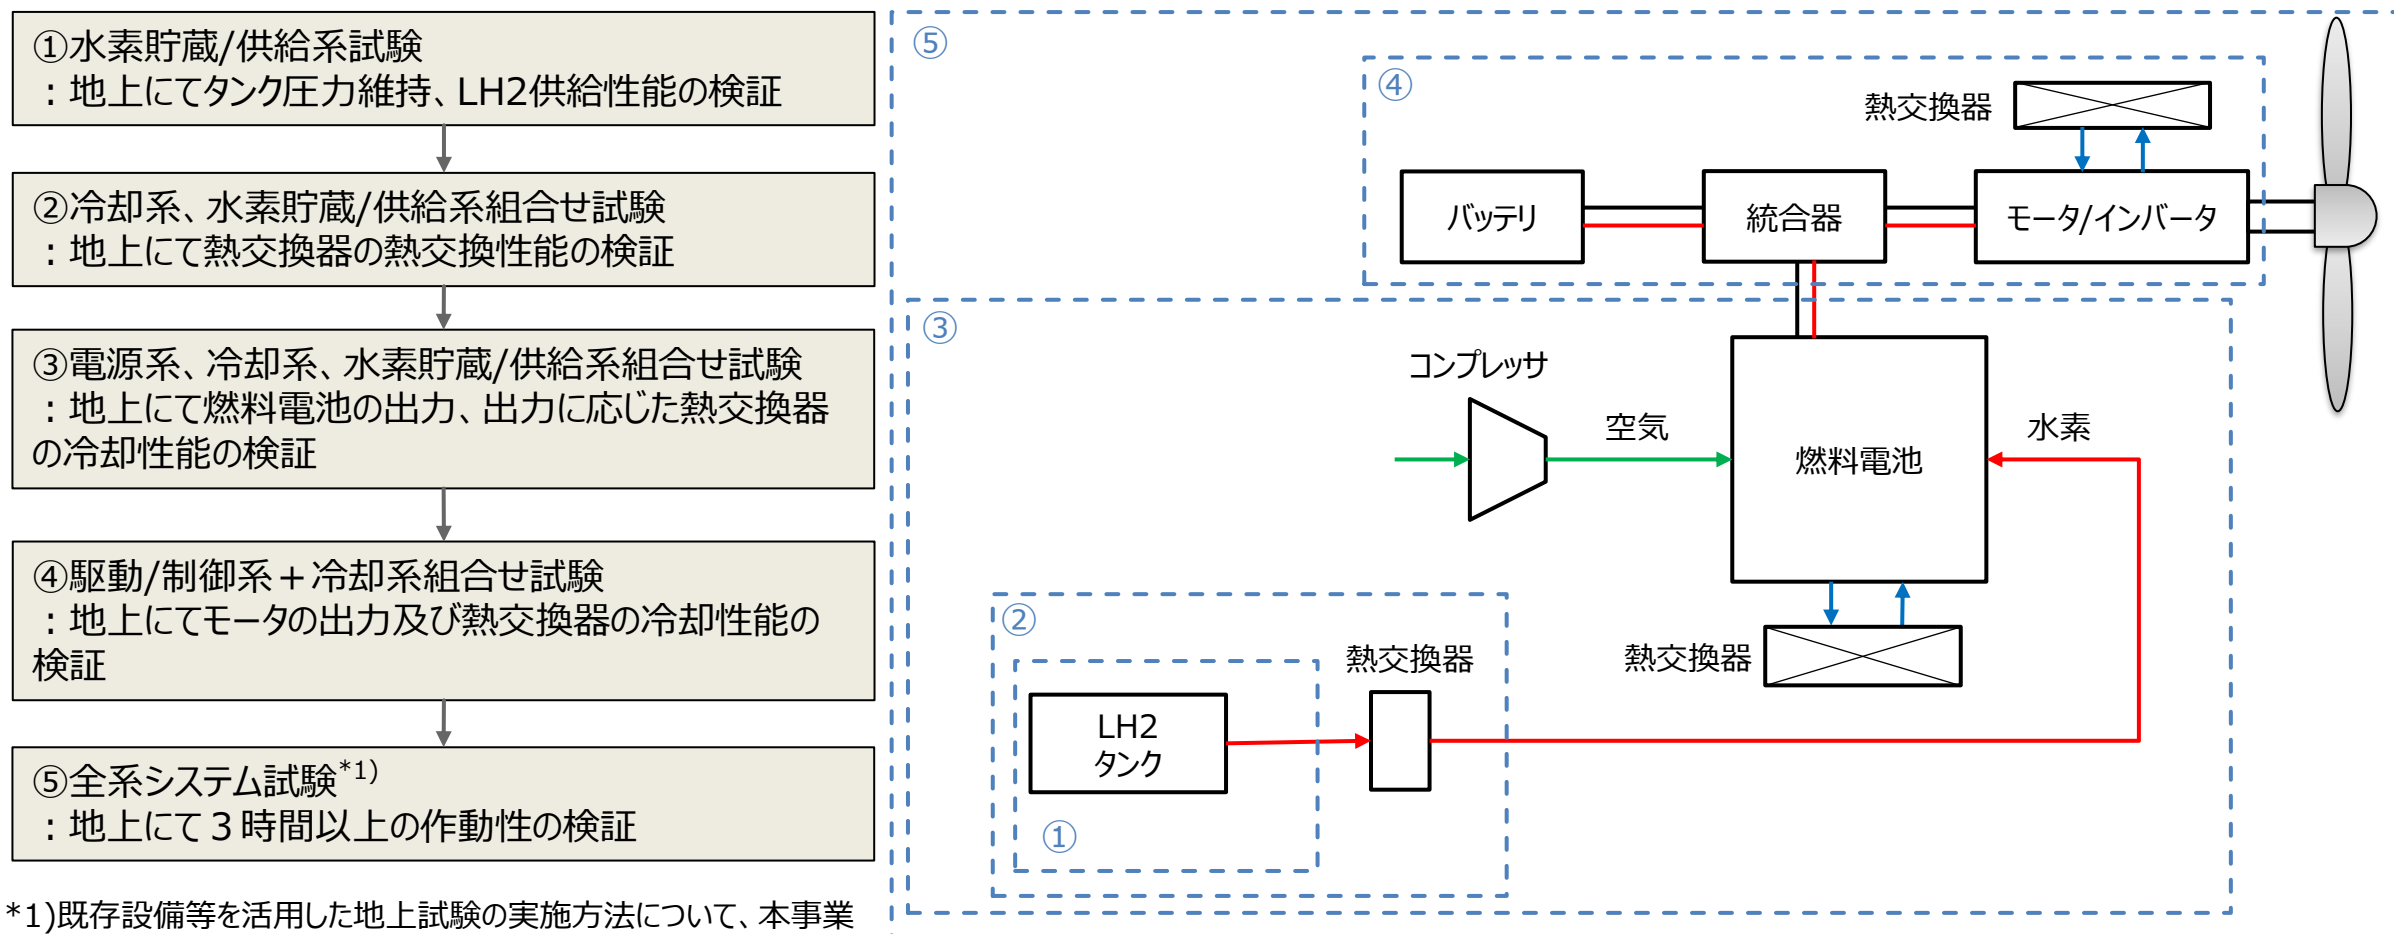 ①水素貯蔵/供給系試験
：地上にてタンク圧力維持、LH2供給性能の検証
②冷却系、水素貯蔵/供給系組合せ試験
：地上にて熱交換器の熱交換性能の検証
③電源系、冷却系、水素貯蔵/供給系組合せ試験
：地上にて燃料電池の出力、出力に応じた熱交換器
の冷却性能の検証
④駆動/制御系＋冷却系組合せ試験
：地上にてモータの出力及び熱交換器の冷却性能の
検証
⑤全系システム試験*1)
：地上にて３時間以上の作動性の検証
*1)既存設備等を活用した地上試験の実施方法について、本事業
⑤
④
熱交換器
バッテリ
統合器
モータ/インバータ
③
コンプレッサ
空気
燃料電池
水素
②
熱交換器
熱交換器
LH2
タンク
①